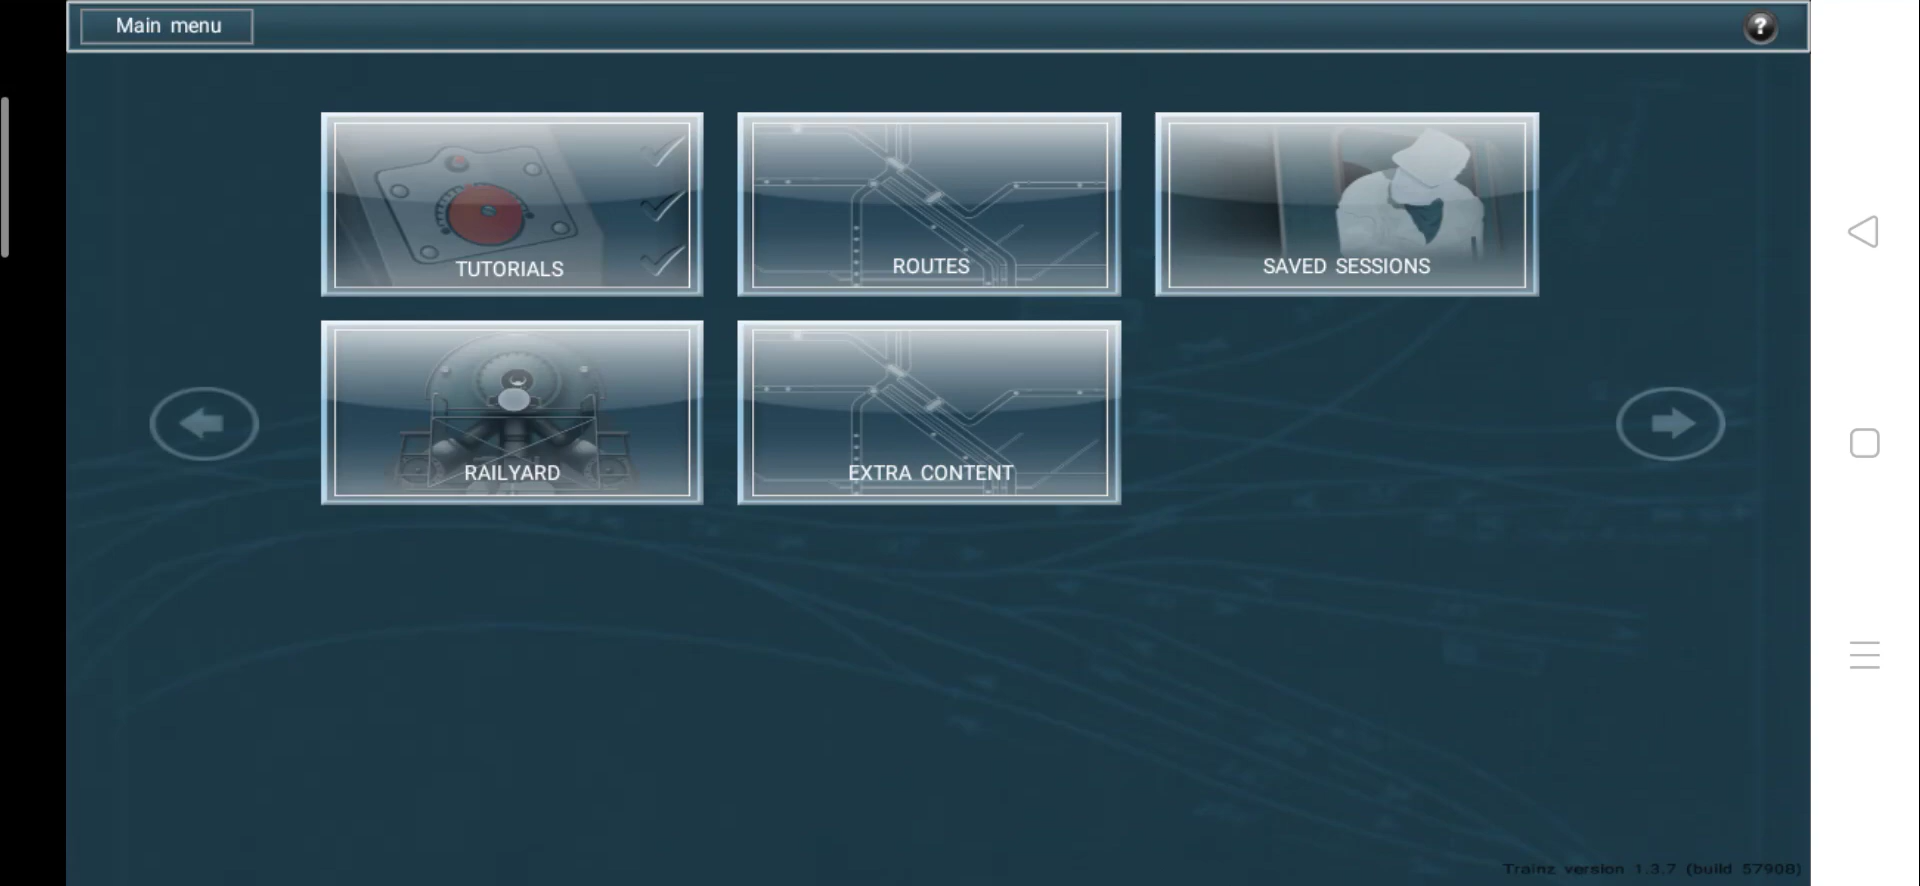 Main menu
?
TUTORIALS
ROUTES
SAVED SESSIONS
RAILYARD
EXTRA CONTENT
Trainz version 1.3.7 (build 57908)